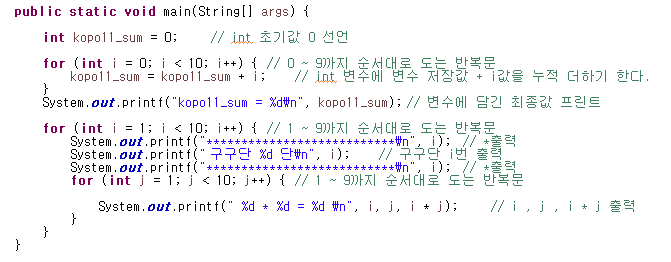 public static void main(String[] args) {
int kopo11_sum = 0;    // int 초기값 0 선언
for (int i = 0; i < 10; i++) { // 0 ~ 9까지 순서대로 도는 반복문
kopo11_sum = kopo11_sum + i;    // int 변수에 변수 저장값 + i값을 누적 더하기 한다.
}
System.out.printf("kopo11_sum = %d₩n", kopo11_sum); // 변수에 담긴 최종값 프린트
for (int i = 1; i < 10; i++) { // 1 ~ 9까지 순서대로 도는 반복문
System.out.printf("***************************₩n", i); // *출력
System.out.printf(" 구구단 %d 단₩n", i);    // 구구단 i번 출력
System.out.printf("***************************₩n", i); // *출력
for (int j = 1; j < 10; j++) { // 1 ~ 9까지 순서대로 도는 반복문
System.out.printf(" %d * %d = %d ₩n", i, j, i * j);    // i , j , i * j 출력
}
}
}